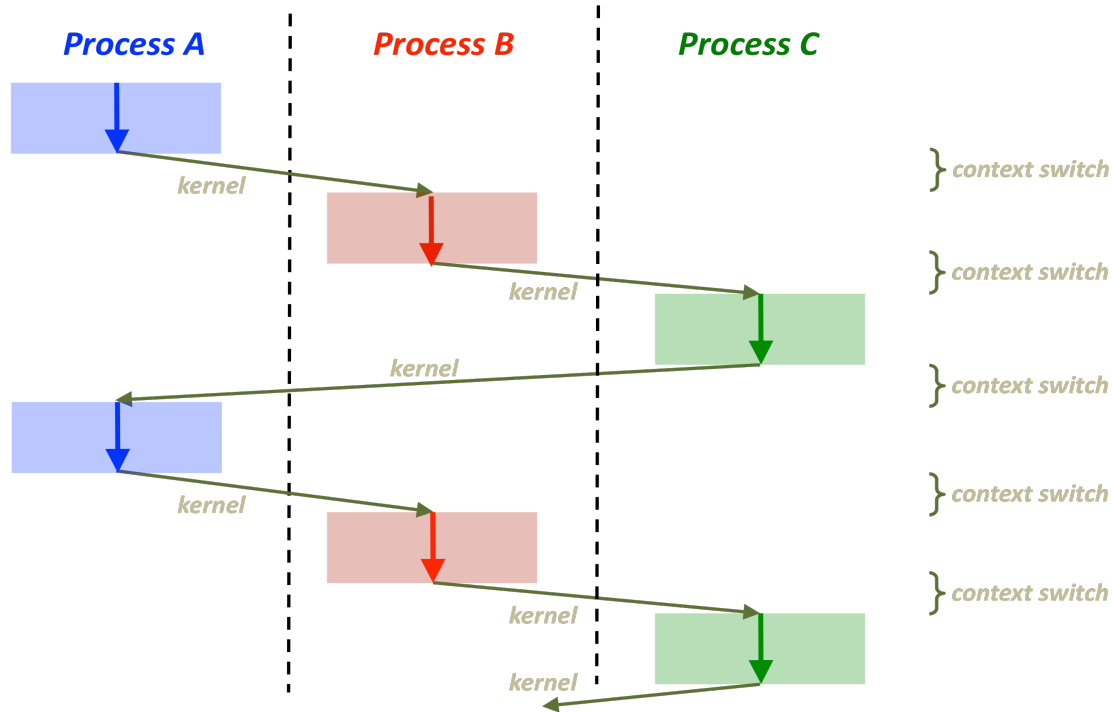 Process A
Process B
Process C
kernel
context switch
kernel
context switch
kernel
context switch
kernel
context switch
kernel
context switch
kernel